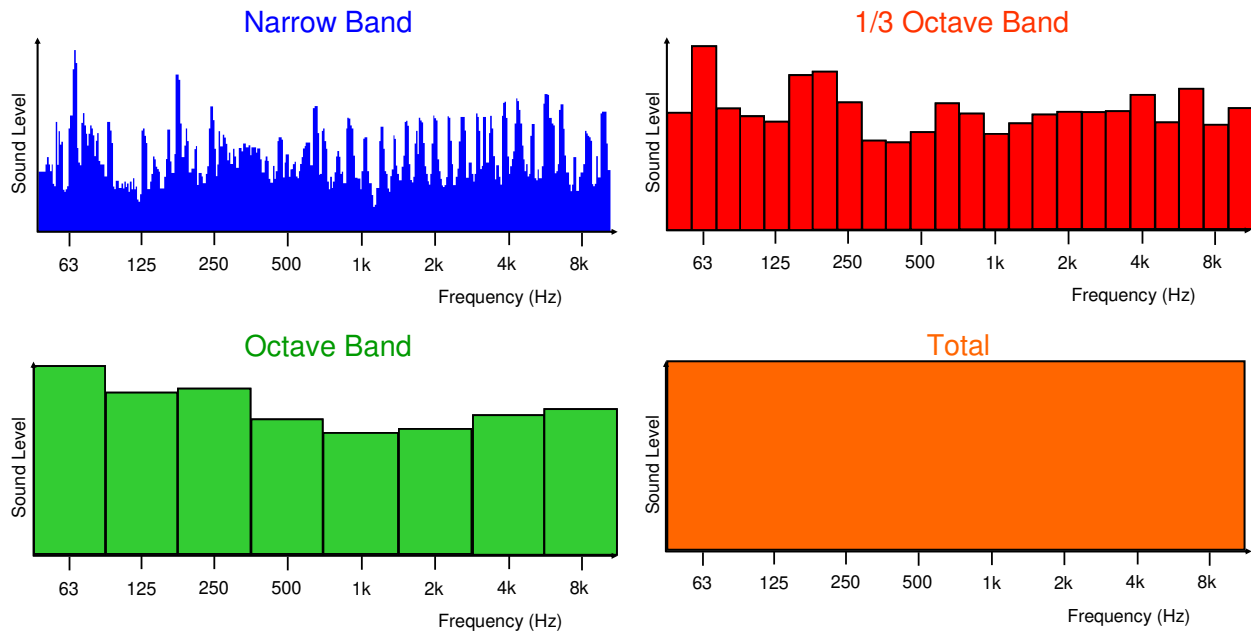 Narrow Band
Sound Level
63 125 250 500 1k 2k 4k 8k
Frequency (Hz)
1/3 Octave Band
Sound Level
63 125 250 500 1k 2k 4k 8k
Frequency (Hz)
Octave Band
Sound Level
63 125 250 500 1k 2k 4k 8k
Frequency (Hz)
Total
Sound Level
63 125 250 500 1k 2k 4k 8k
Frequency (Hz)